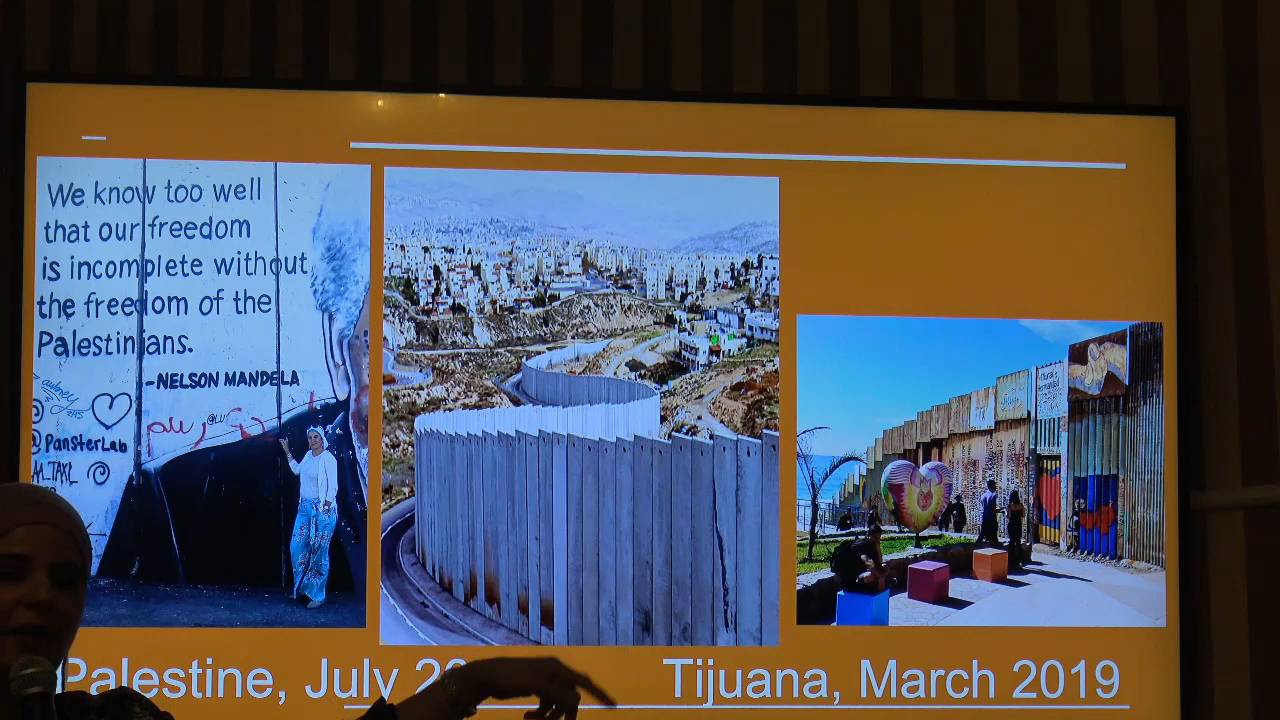 We know too well
that our freedom
is incomplete without
the freedom of the
Palestinians.
-NELSON MANDELA
@PansterLab
Palestine, July 20
Tijuana, March 2019